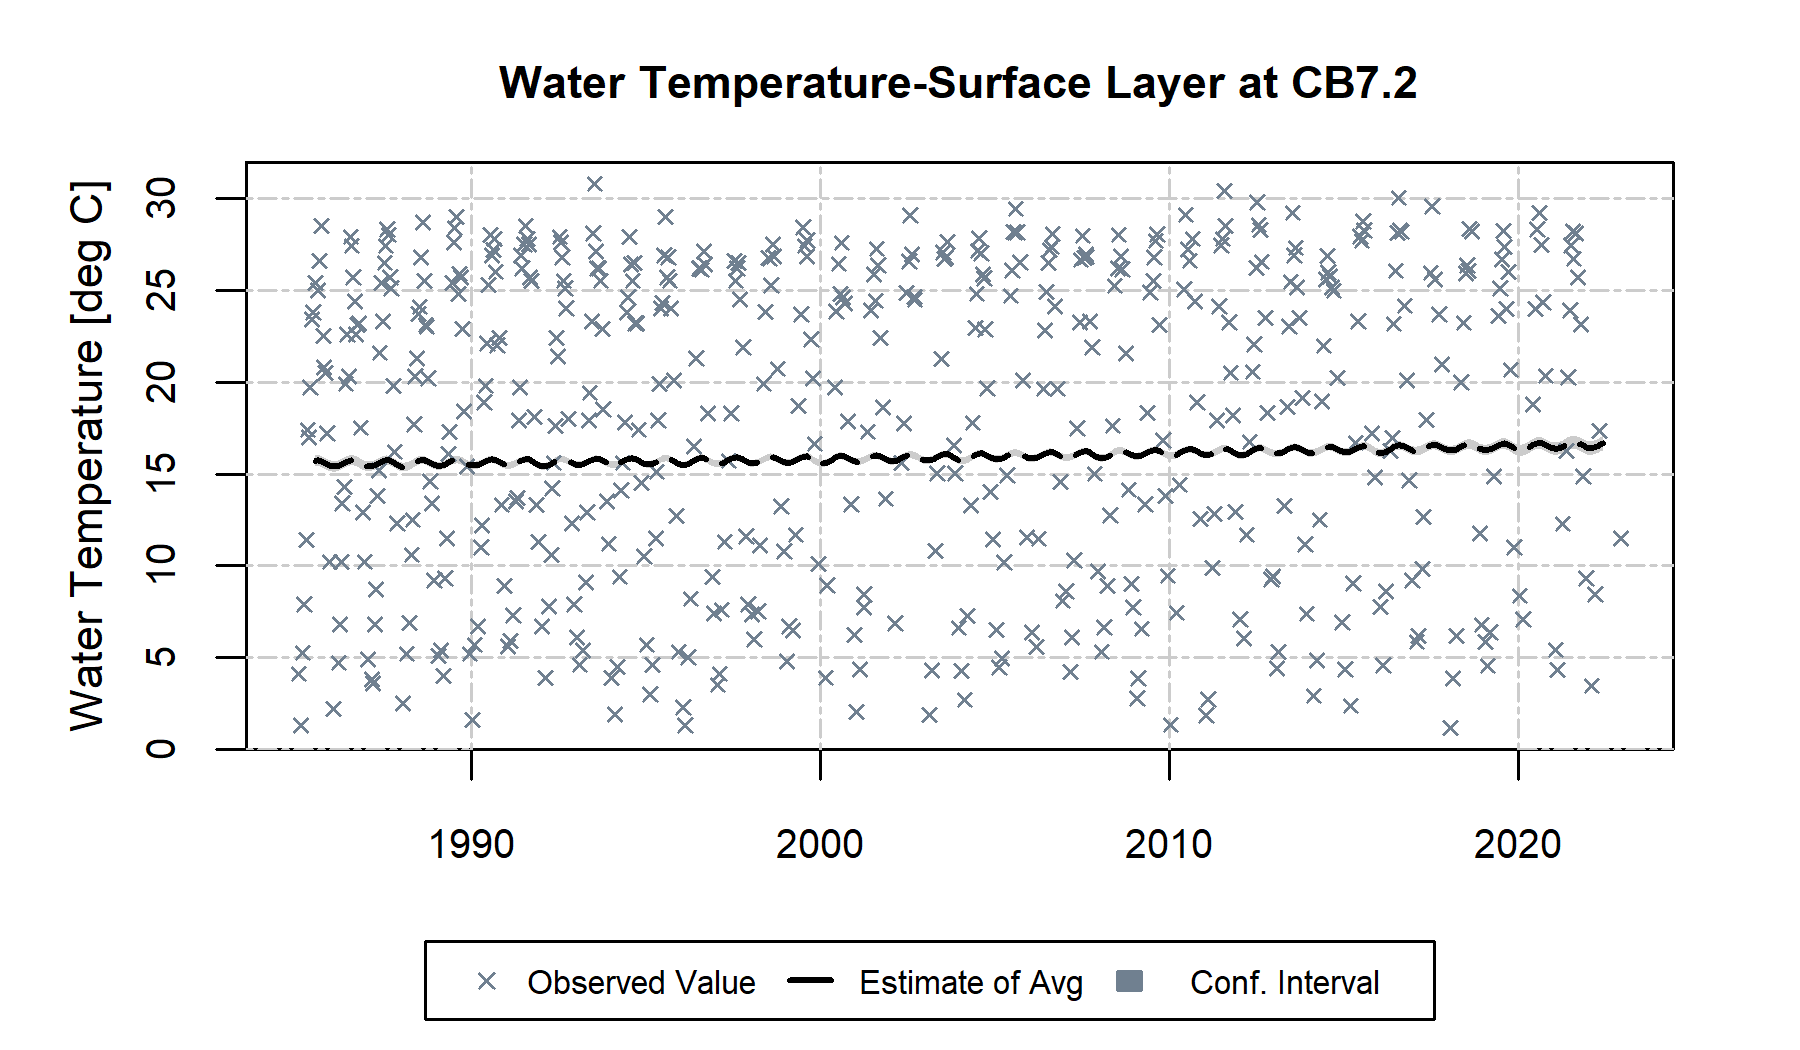 Water Temperature-Surface Layer at CB7.2
Water Temperature [deg C]
30
25
20
15
10
5
0
1990 2000 2010 2020
Observed Value Estimate of Avg Conf. Interval